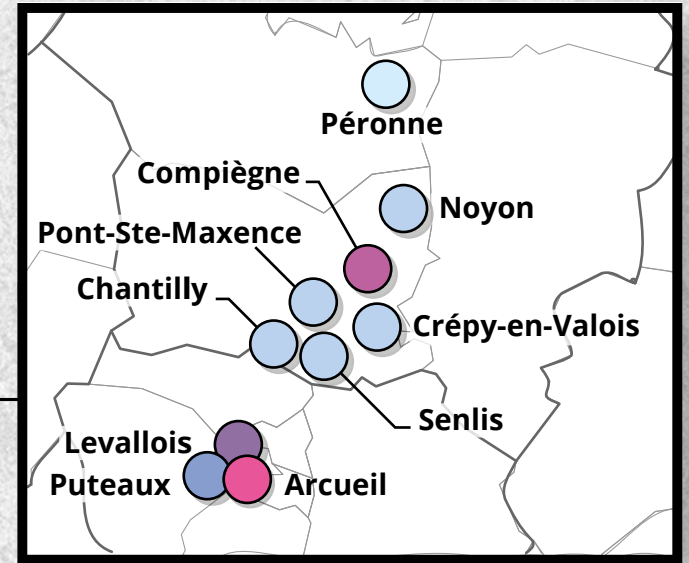 Péronne
Compiègne
Noyon
Pont-Ste-Maxence
Chantilly
Crépy-en-Valois
Senlis
Levallois
Puteaux
Arcueil